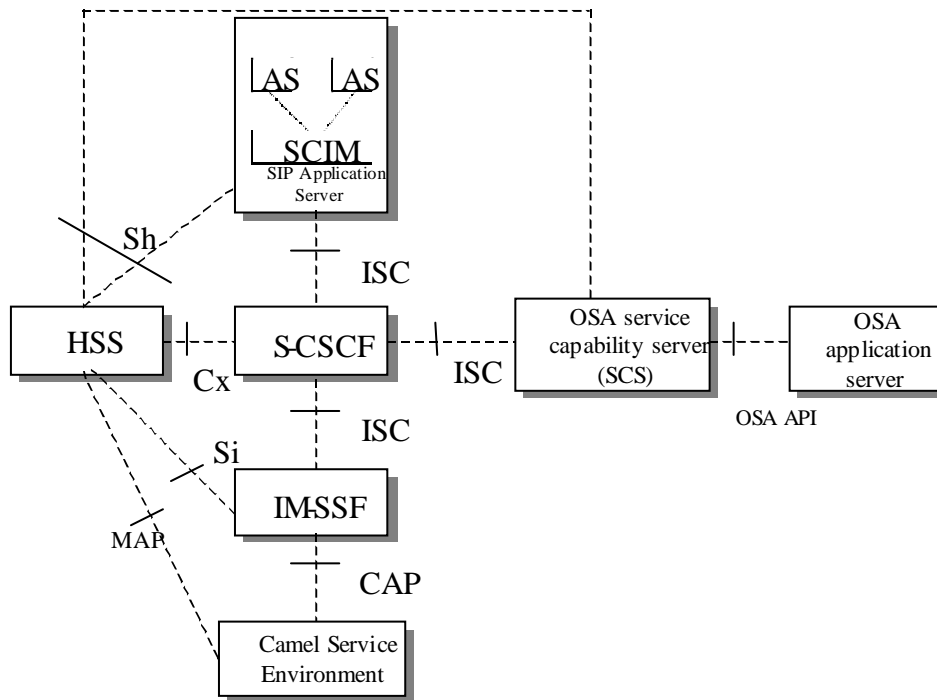 AS AS
SCIM
SIP Application
Server
Sh
ISC
HSS
Cx
S-CSCF
ISC
OSA service
capability server
(SCS)
OSA API
OSA
application
server
ISC
Si
IM-SSF
MAP
CAP
Camel Service
Environment